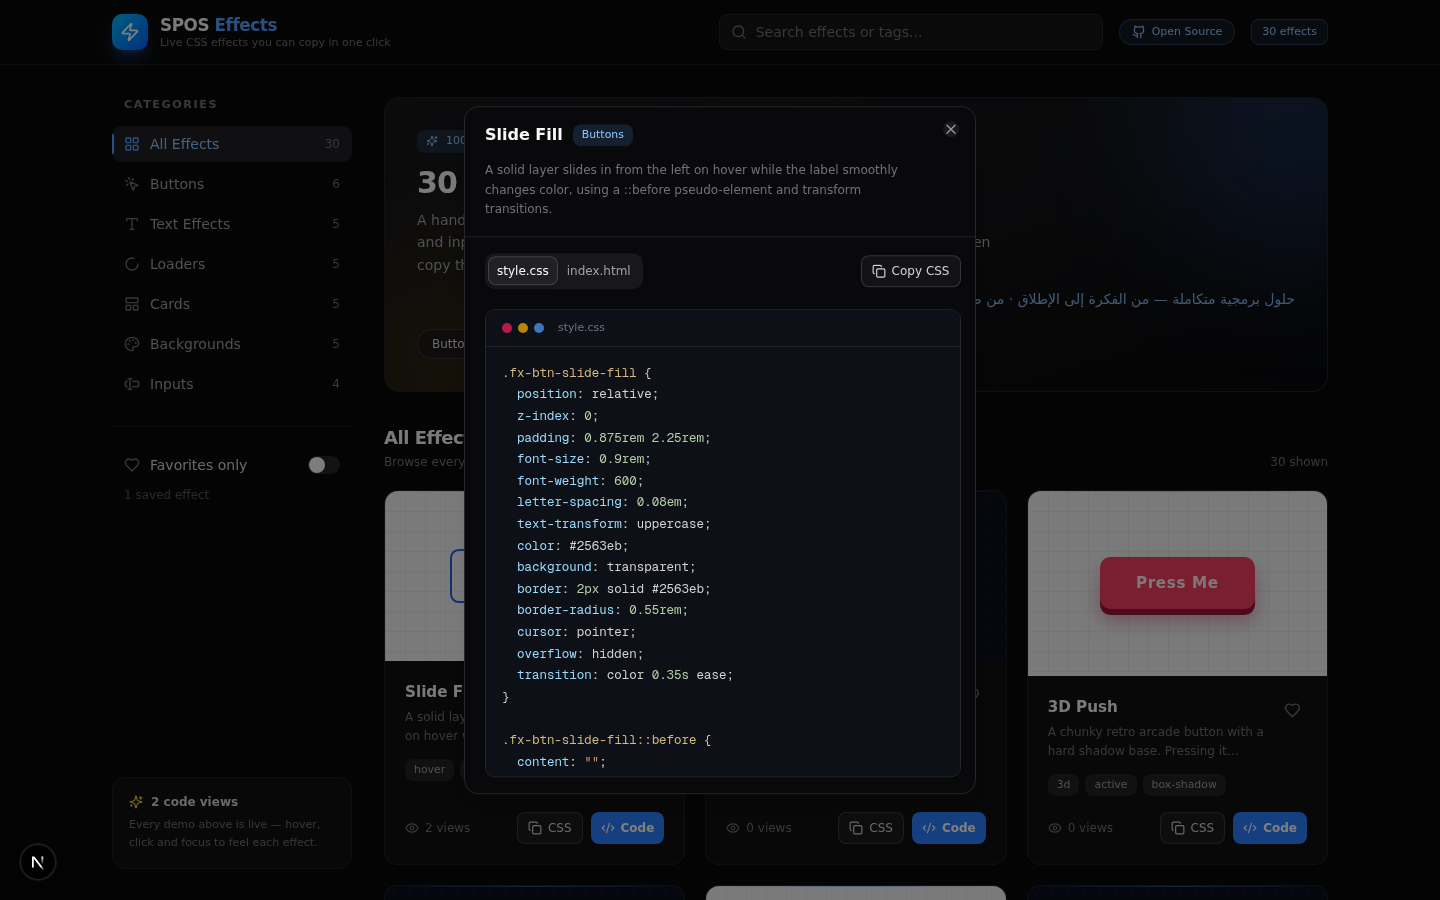 SPOS Effects
Live CSS effects you can copy in one click
Search effects or tags...
Open Source
30 effects
CATEGORIES
All Effects 30
Buttons 6
Text Effects 5
Loaders 5
Cards 5
Backgrounds 5
Inputs 4
Favorites only
1 saved effect
2 code views
Every demo above is live — hover,
click and focus to feel each effect.
100
30
A hand
and inp
copy th
en
حلول برمجية متكاملة — من الفكرة إلى الإطلاق · من
Butto
Slide Fill
Buttons
A solid layer slides in from the left on hover while the label smoothly
changes color, using a ::before pseudo-element and transform
transitions.
style.css
index.html
Copy CSS
style.css
.fx-btn-slide-fill {
position: relative;
z-index: 0;
padding: 0.875rem 2.25rem;
font-size: 0.9rem;
font-weight: 600;
letter-spacing: 0.08em;
text-transform: uppercase;
color: #2563eb;
background: transparent;
border: 2px solid #2563eb;
border-radius: 0.55rem;
cursor: pointer;
overflow: hidden;
transition: color 0.35s ease;
}
.fx-btn-slide-fill::before {
content: "";
All Effec
Browse every
30 shown
Slide F
A solid lay
on hover
hover
2 views
CSS
Code
0 views
CSS
Code
Press Me
3D Push
A chunky retro arcade button with a
hard shadow base. Pressing it...
3d
active
box-shadow
0 views
CSS
Code
N